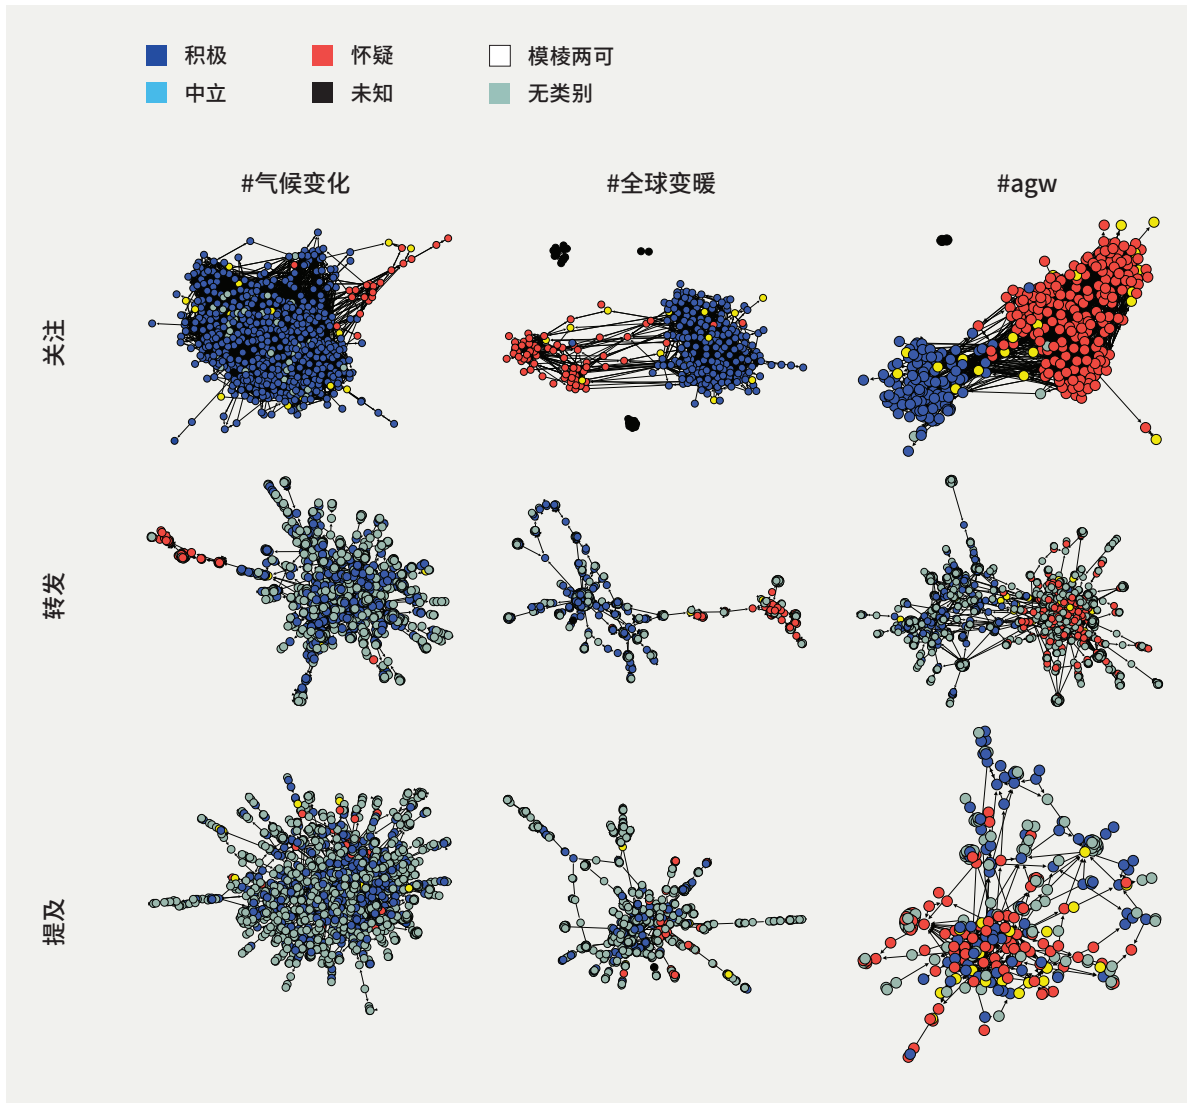 积极 怀疑 模棱两可
中立 未知 无类别
#气候变化 #全球变暖 #agw
关注
转发
提及